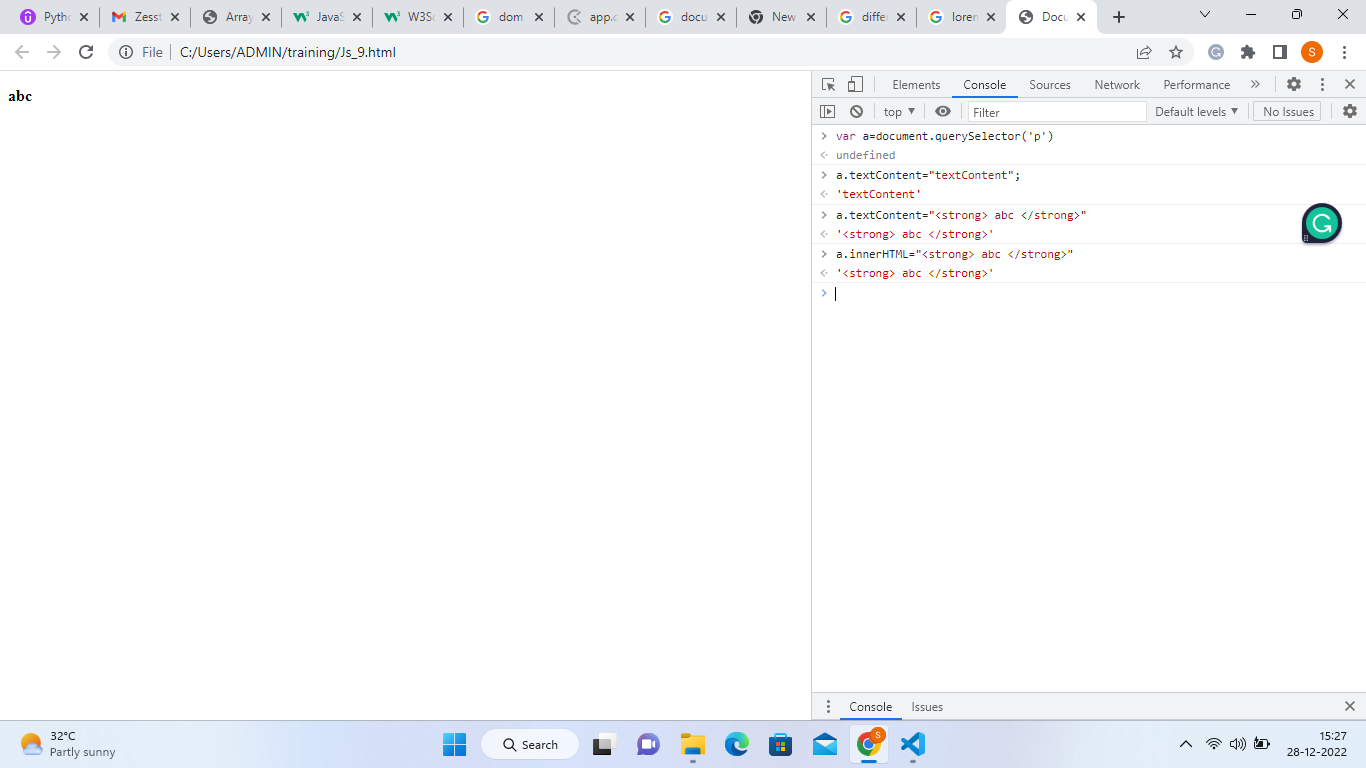 Pytho Zesst Array JavaS W3Sc dom app.c docu New differ loren Docu
File C:/Users/ADMIN/training/Js_9.html S
abc
Elements Console Sources Network Performance
top Filter Default levels No Issues
var a=document.querySelector('p')
undefined
a.textContent="textContent";
'textContent'
a.textContent="<strong> abc </strong>"
'<strong> abc </strong>'
a.innerHTML="<strong> abc </strong>"
'<strong> abc </strong>'
Console Issues
32°C
Partly sunny
Search
15:27
28-12-2022